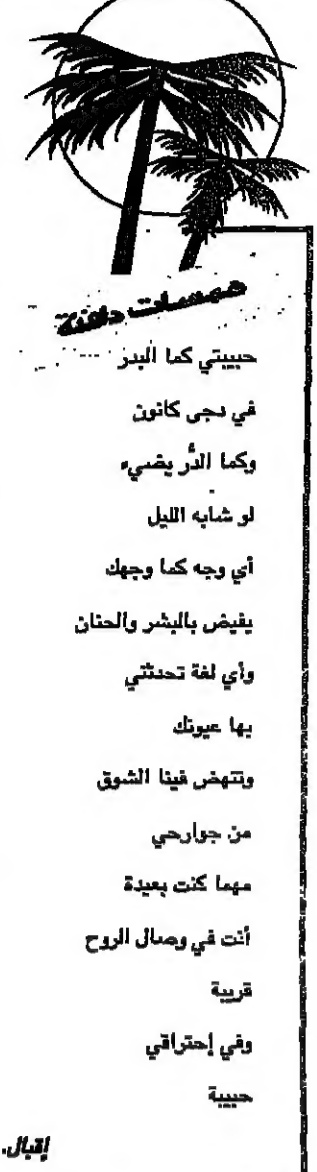 همسات دافئة
حبيبتي كما البدر
في دجى كانون
وكما الدُّر يضيء
لو شابه الليل
أي وجه كما وجهك
يفيض بالبشر والحنان
وأي لغة تحدثني
بها عيونك
وتنهض فينا الشوق
من جوارحي
مهما كنت بعيدة
أنت في وصال الروح
قريبة
وفي إحتراقي
حبيبة
إقبال.